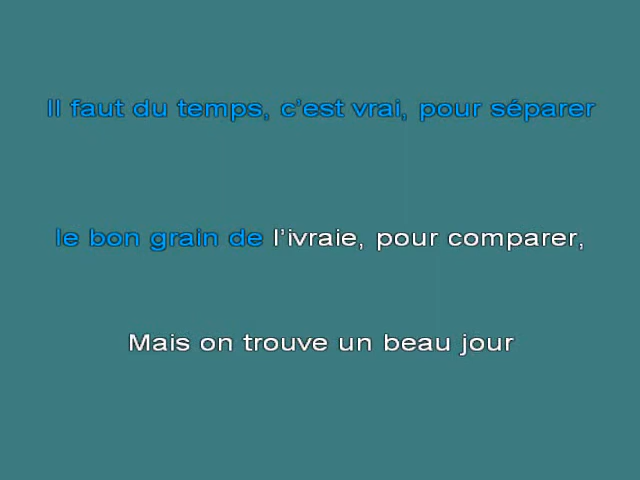 Il faut du temps, c'est vrai, pour séparer
le bon grain de l'ivraie, pour comparer,
Mais on trouve un beau jour